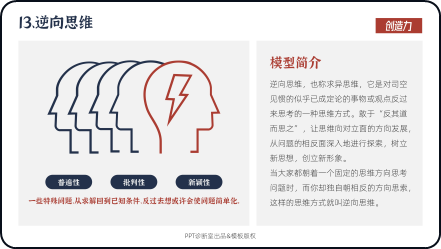 13.逆向思维
创造力
模型简介
逆向思维，也称求异思维，它是对司空
见惯的似乎已成定论的事物或观点反过
来思考的一种思维方式。敢于“反其道
而思之”，让思维向对立面的方向发展，
从问题的相反面深入地进行探索，树立
新思想，创立新形象。
当大家都朝着一个固定的思维方向思考
问题时，而你却独自朝相反的方向思索，
这样的思维方式就叫逆向思维。
普遍性
批判性
新颖性
一些特殊问题，从求解回到已知条件，反过去想或许会使问题简单化。
PPT诊断室出品&模板版权